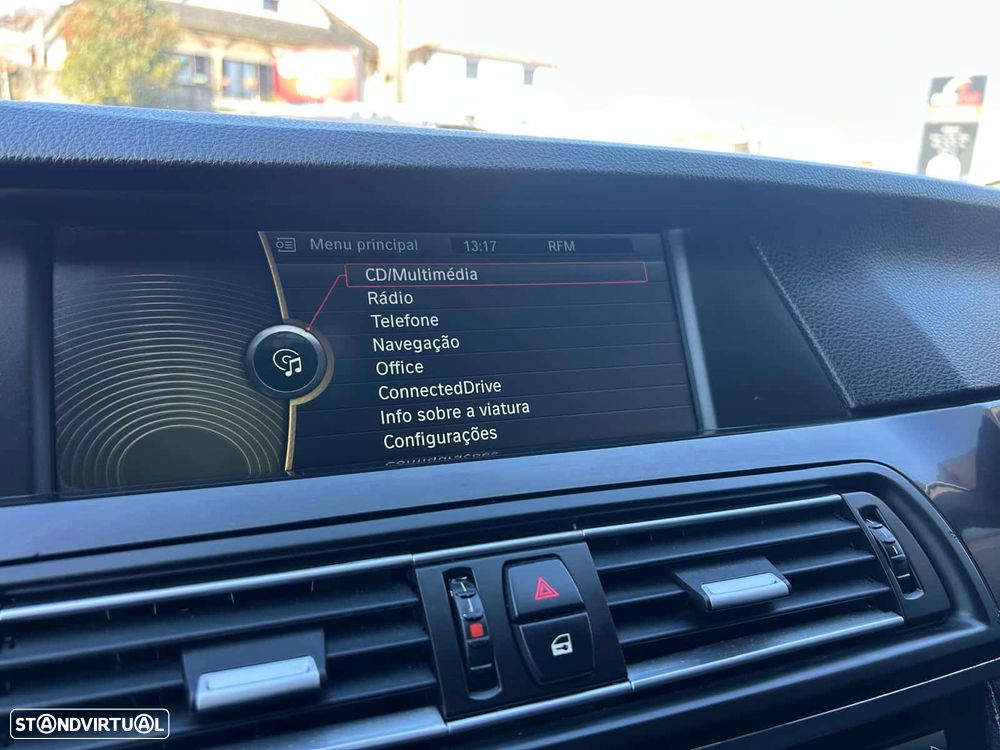 Menu principal 13:17 RFM
CD/Multimédia
Rádio
Telefone
Navegação
Office
ConnectedDrive
Info sobre a viatura
Configurações
STANDVIRTUAL